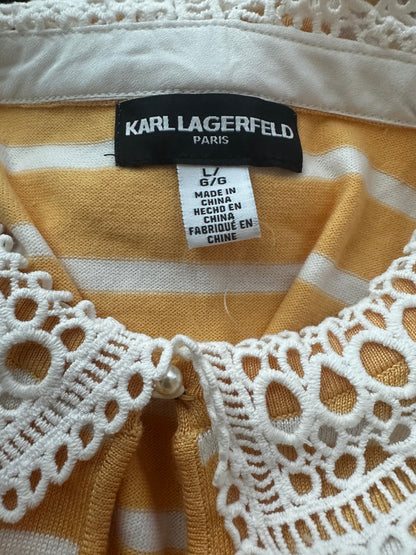 KARL LAGERFELD
PARIS
L/
G/G
MADE IN
CHINA
HECHO EN
CHINA
FABRIQUÉ EN
CHINE